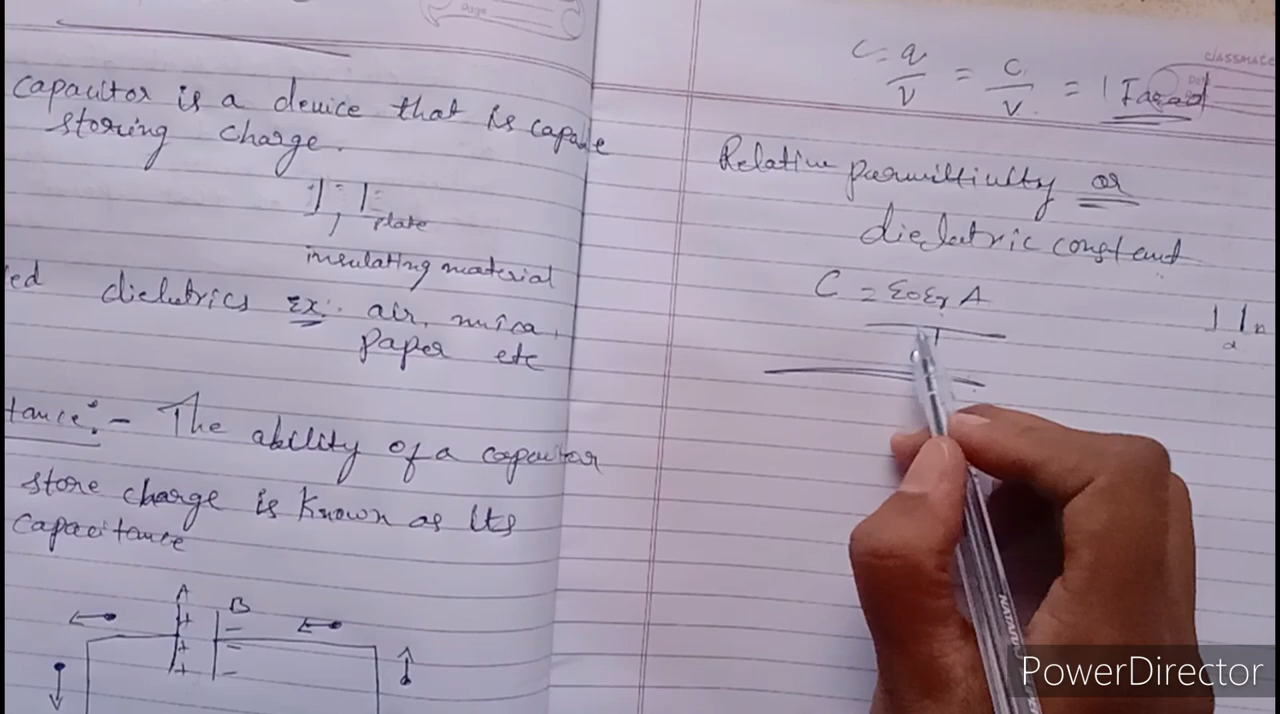 capacitor is a device that is capable
storing charge.
plate
insulating material
ed dielectrics Ex: air, mica,
paper etc
tance:- The ability of a capacitor
store charge is known as its
capacitance
A
B
+ + + +
C = q/V = C/V = 1 Farad
classmate
Relative permittivity or
dielectric constant
C = ε0εr A
d
NATARAJ
PowerDirector